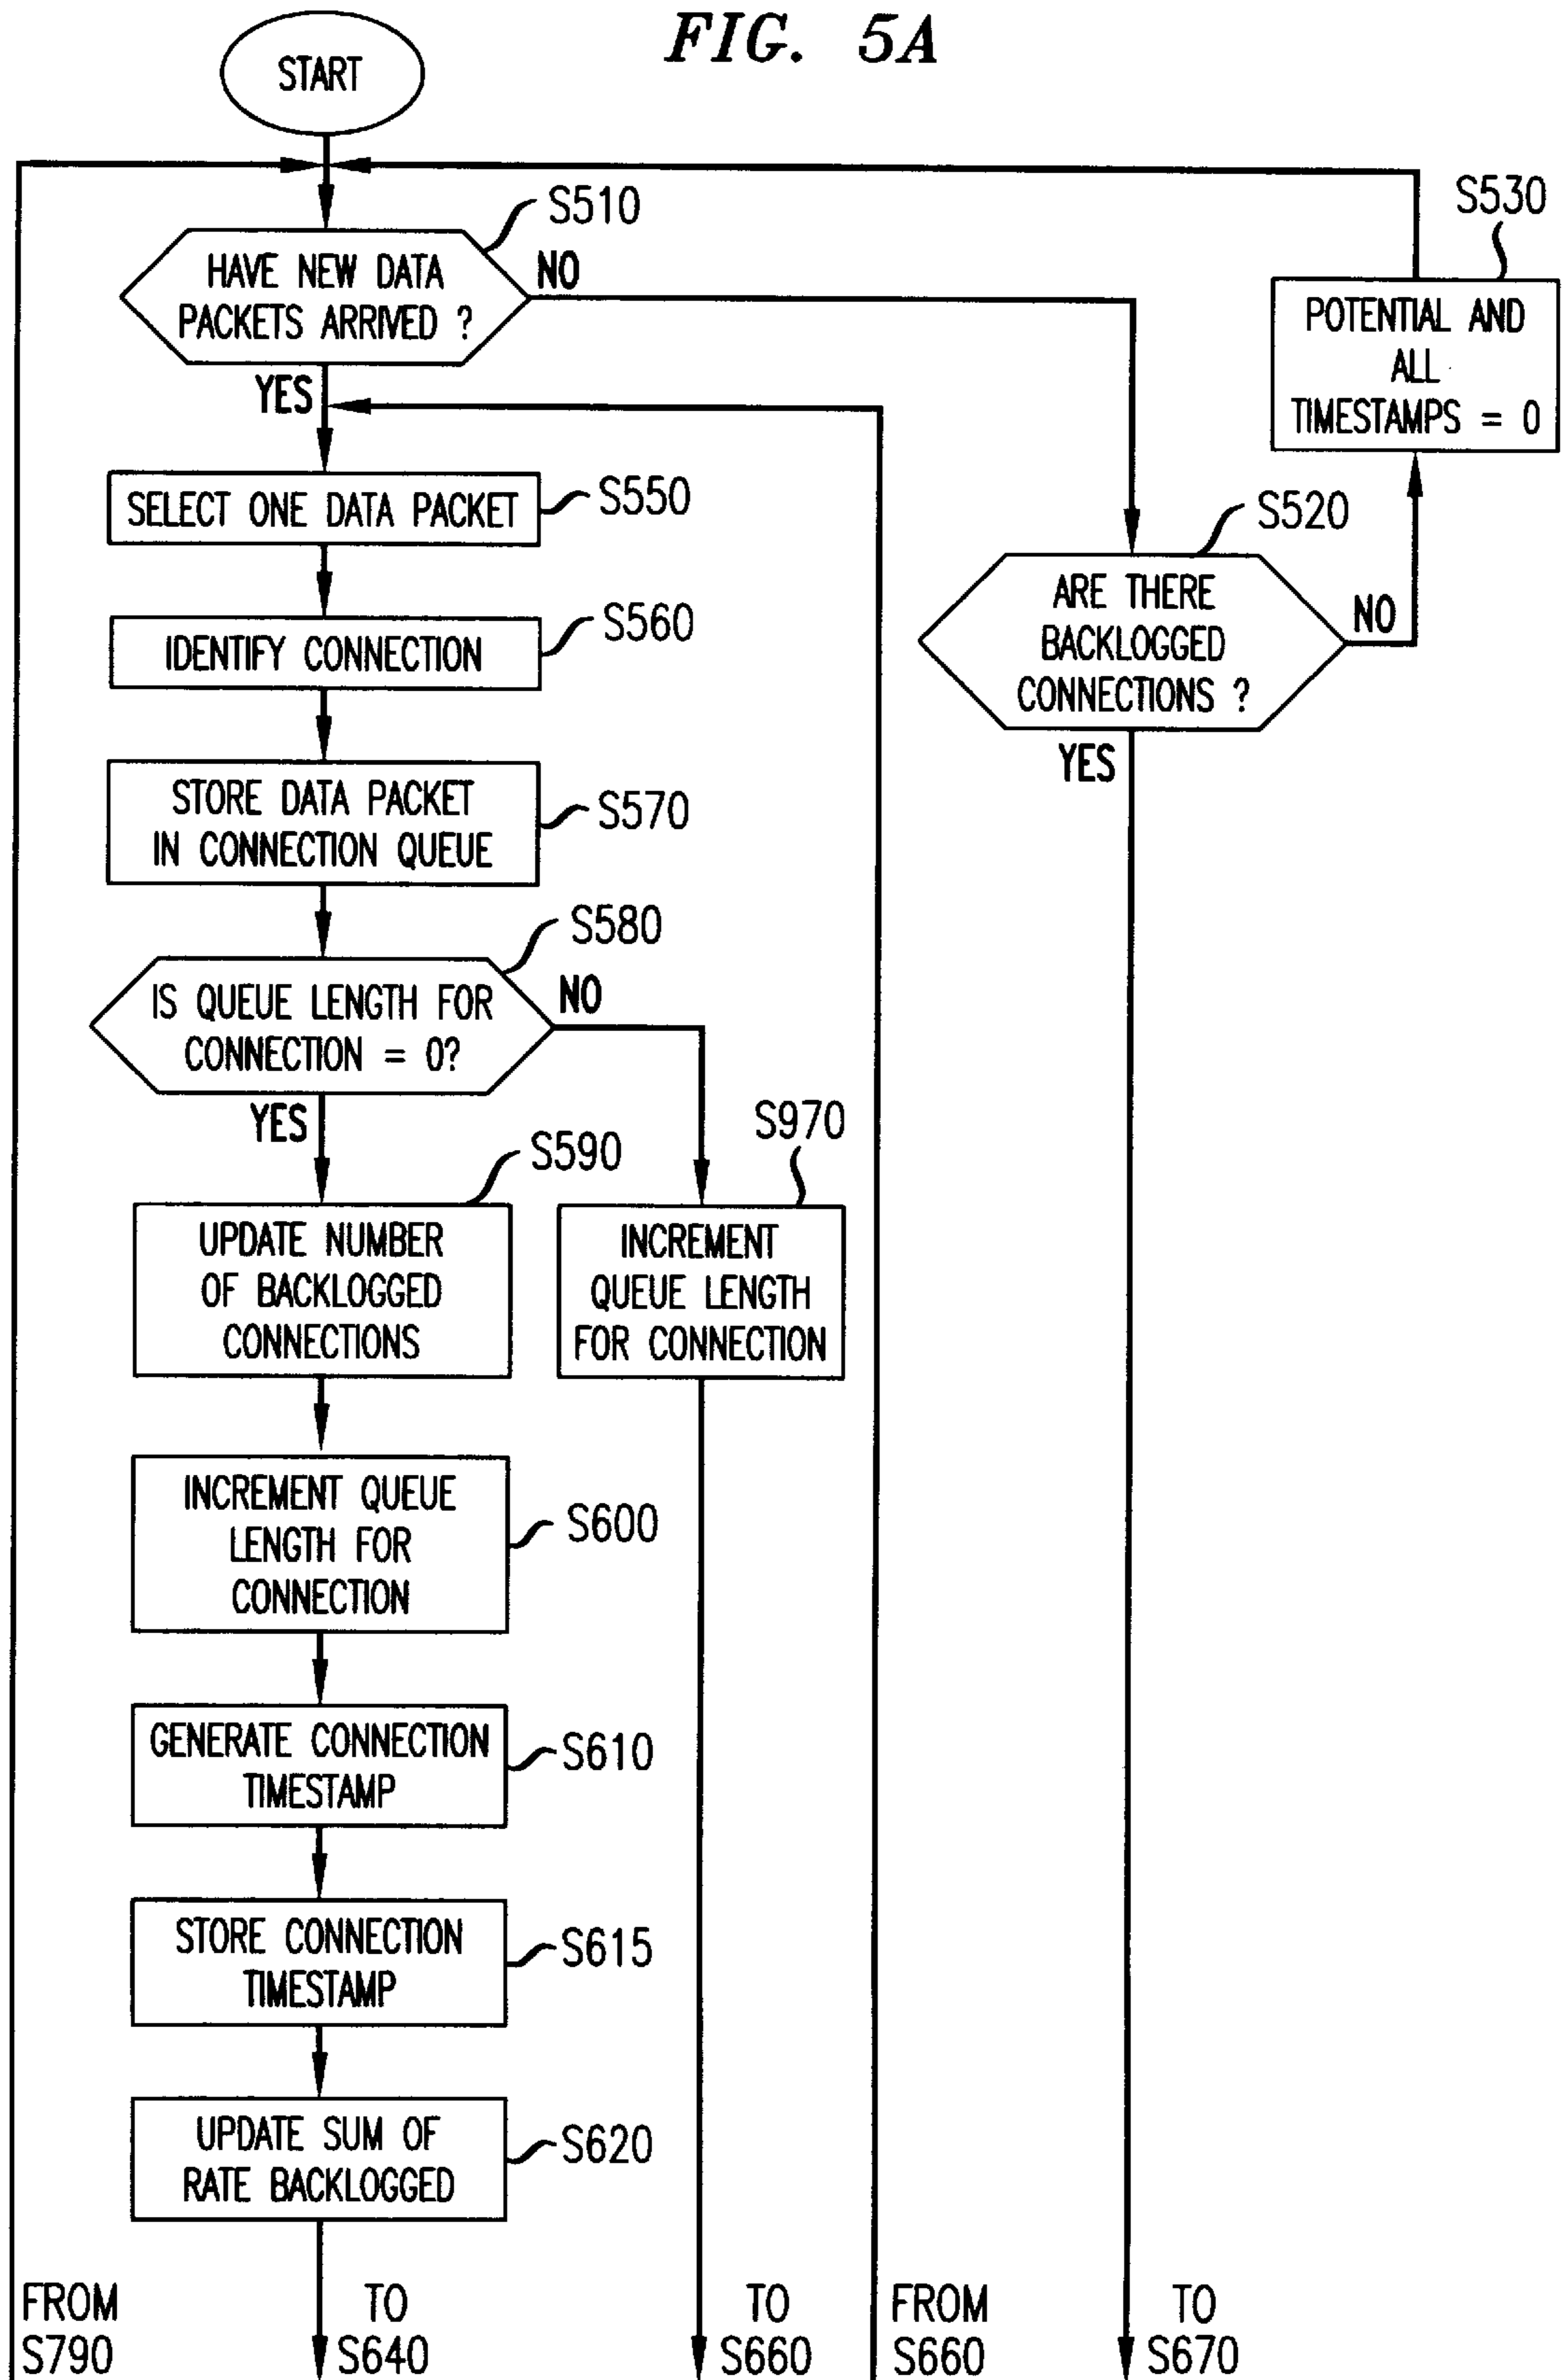 FIG. 5A
START
S510
HAVE NEW DATA
PACKETS ARRIVED ?
NO
YES
S530
POTENTIAL AND
ALL
TIMESTAMPS = 0
SELECT ONE DATA PACKET
S550
S520
ARE THERE
BACKLOGGED
CONNECTIONS ?
NO
YES
IDENTIFY CONNECTION
S560
STORE DATA PACKET
IN CONNECTION QUEUE
S570
S580
IS QUEUE LENGTH FOR
CONNECTION = 0?
NO
YES
S590
UPDATE NUMBER
OF BACKLOGGED
CONNECTIONS
S970
INCREMENT
QUEUE LENGTH
FOR CONNECTION
INCREMENT QUEUE
LENGTH FOR
CONNECTION
S600
GENERATE CONNECTION
TIMESTAMP
S610
STORE CONNECTION
TIMESTAMP
S615
UPDATE SUM OF
RATE BACKLOGGED
S620
FROM
S790
TO
S640
TO
S660
FROM
S660
TO
S670